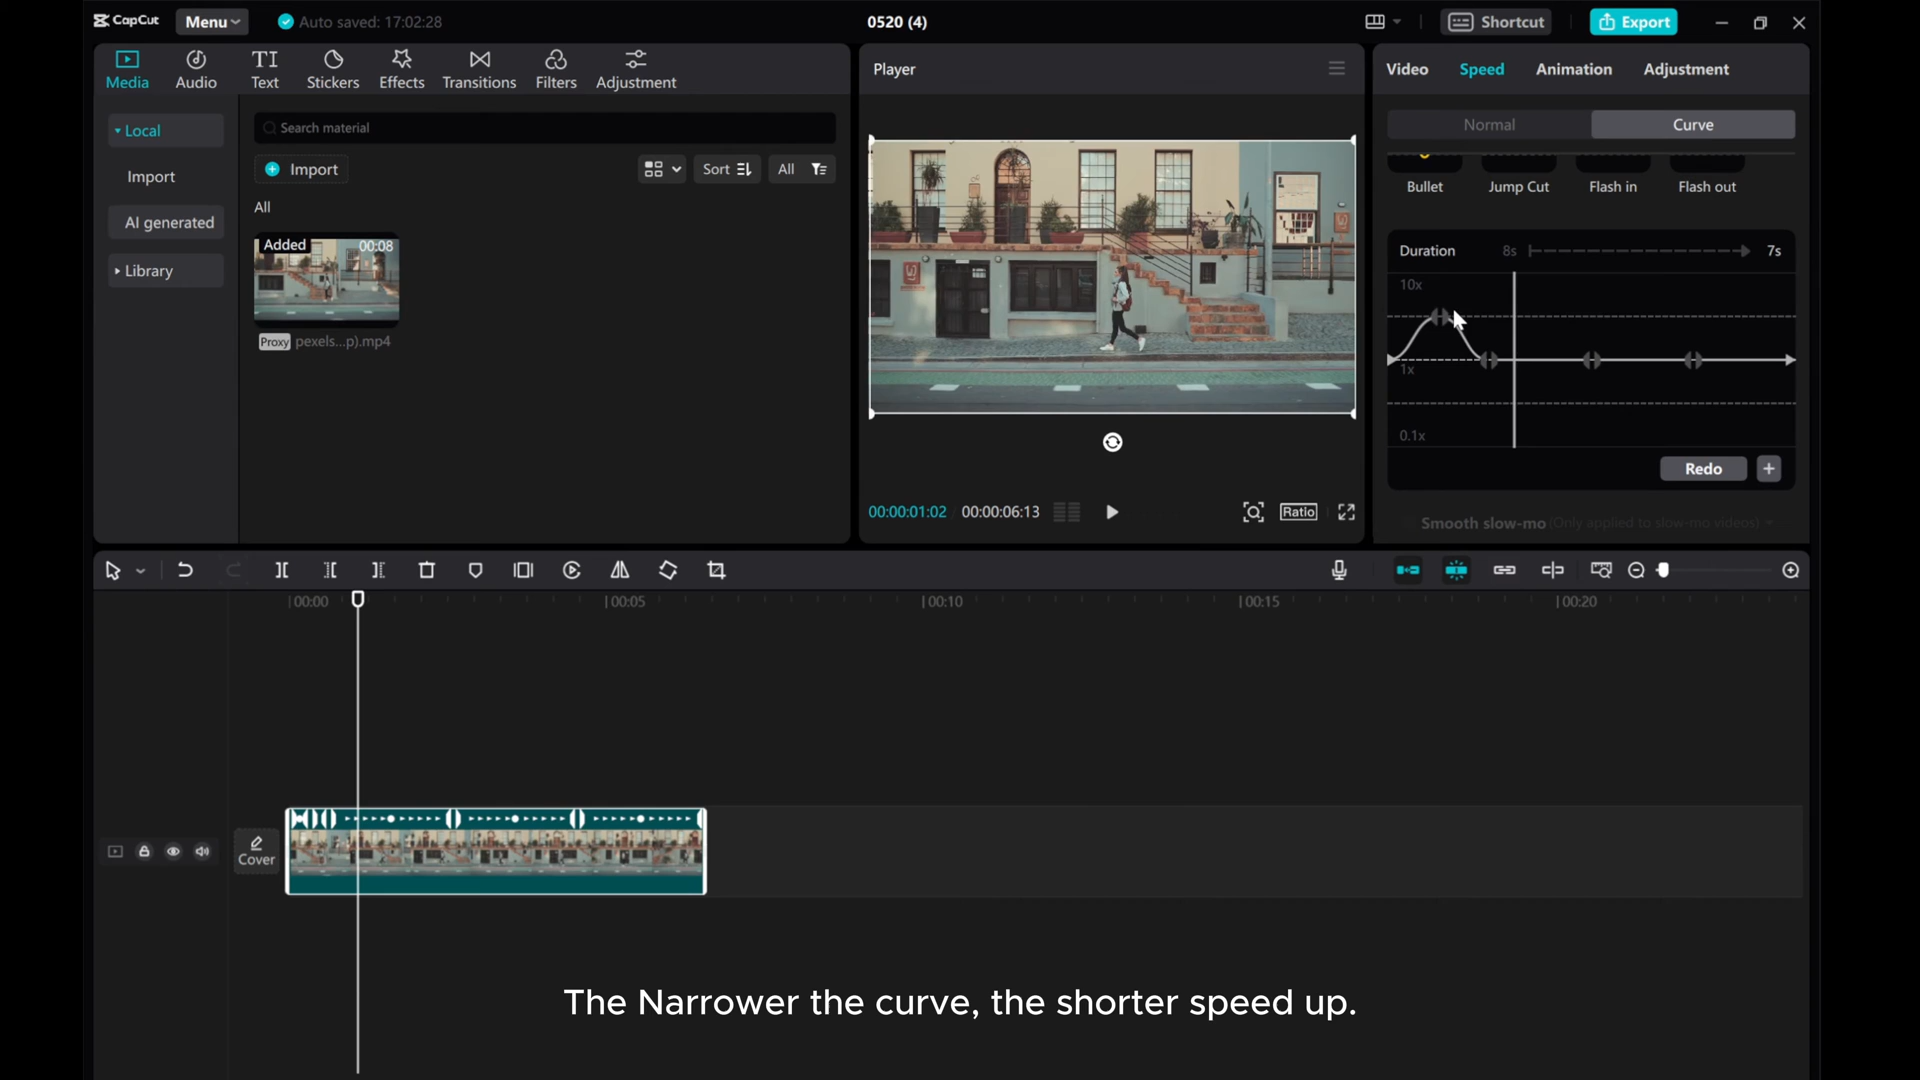 CapCut
Menu
Auto saved: 17:02:28
0520 (4)
Shortcut
Export
Media
Audio
Text
Stickers
Effects
Transitions
Filters
Adjustment
Local
Import
AI generated
Library
Search material
Import
Sort
All
All
Added
00:08
Proxy pexels...p).mp4
Player
00:00:01:02
00:00:06:13
Ratio
Video
Speed
Animation
Adjustment
Normal
Curve
Bullet
Jump Cut
Flash in
Flash out
Duration
8s
7s
10x
1x
0.1x
Redo
Smooth slow-mo (Only applied to slow-mo videos)
00:00
00:05
00:10
00:15
00:20
Cover
The Narrower the curve, the shorter speed up.